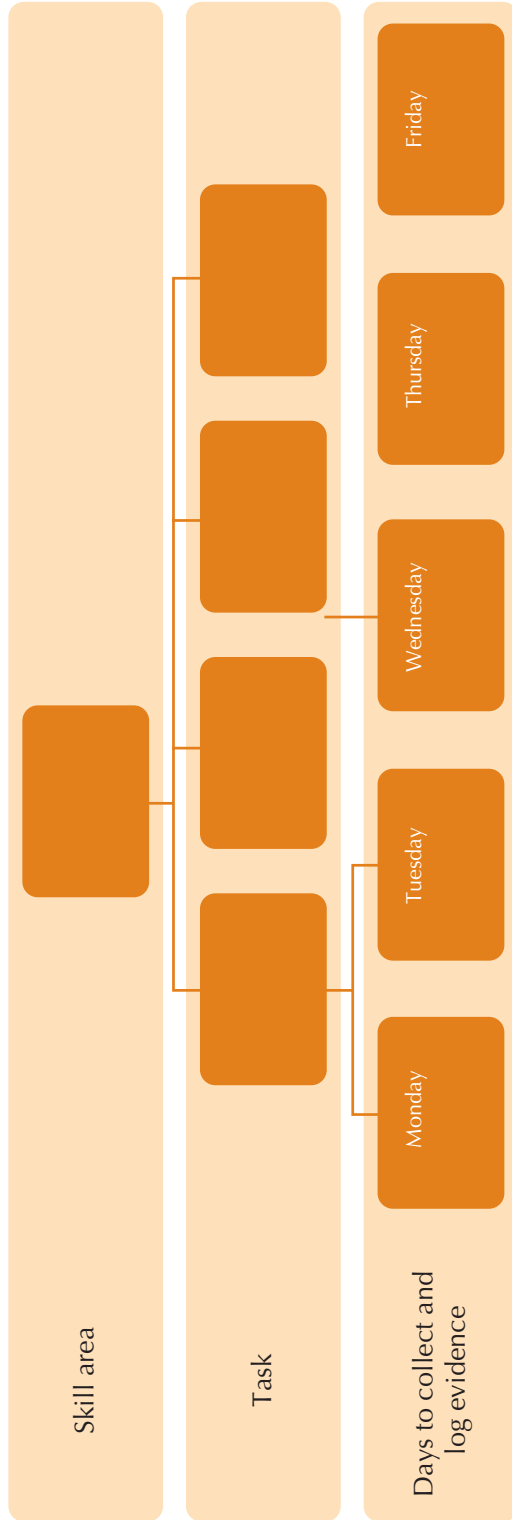 Skill area
Task
Days to collect and
log evidence
Monday
Tuesday
Wednesday
Thursday
Friday